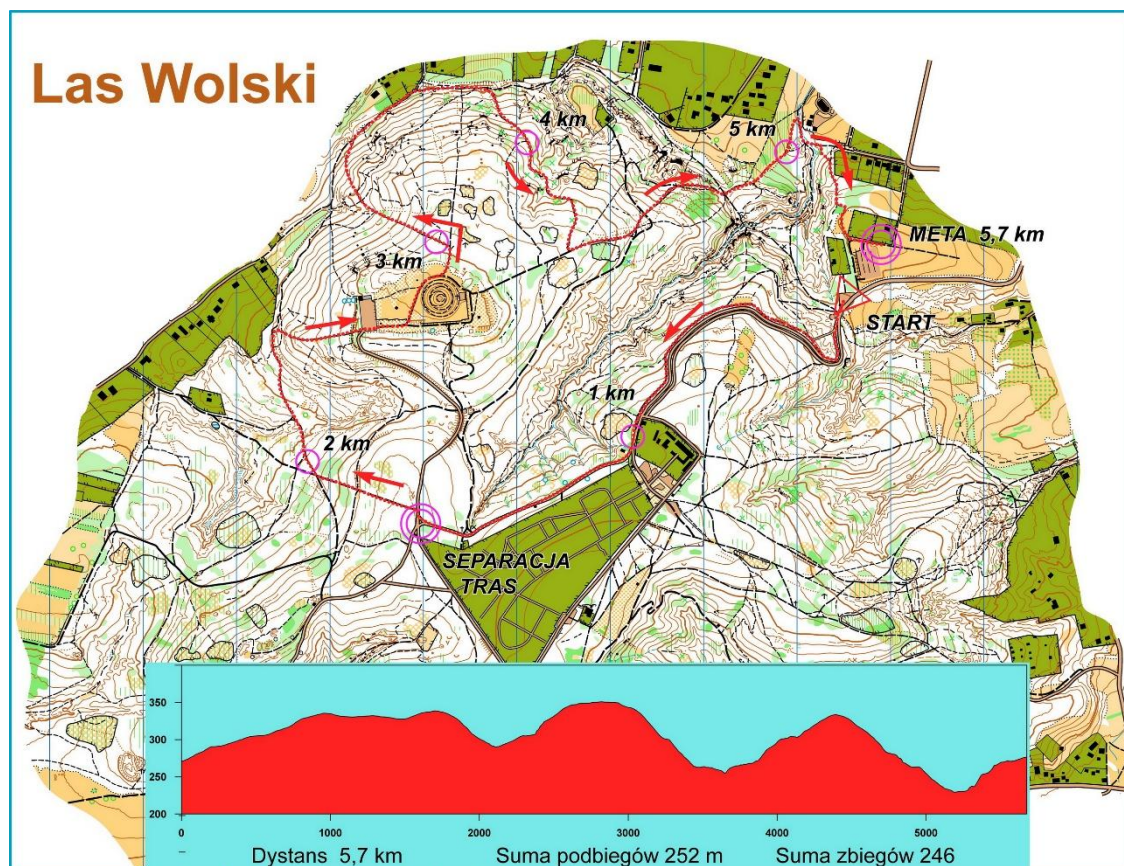 Las Wolski
4 km
5 km
META 5,7 km
3 km
START
1 km
2 km
SEPARACJA
TRAS
350
300
250
200
0
1000
2000
3000
4000
5000
Dystans 5,7 km
Suma podbiegów 252 m
Suma zbiegów 246